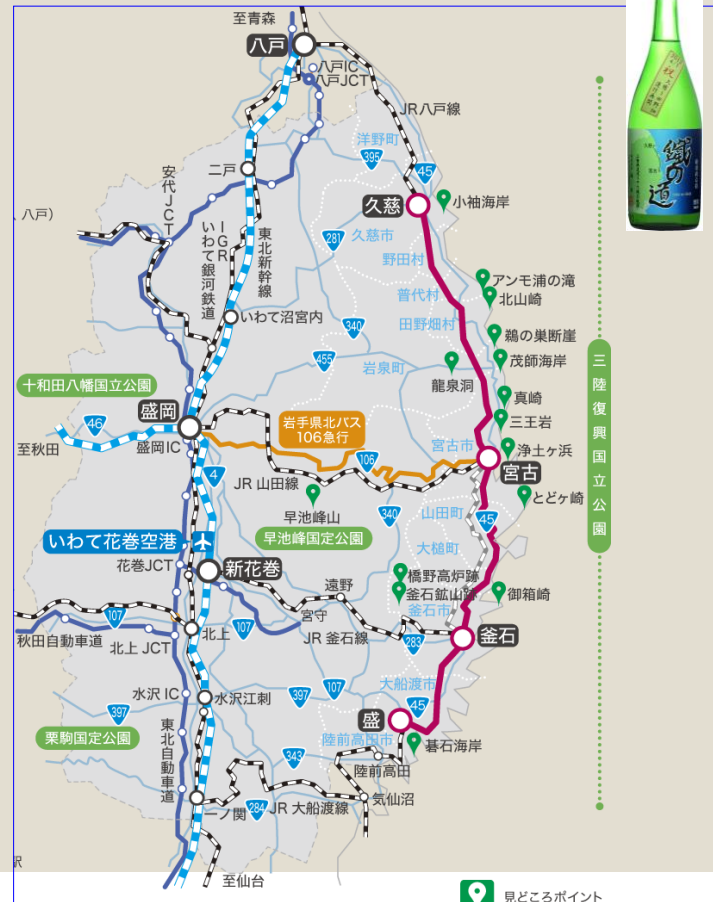 至青森
八戸
八戸IC
八戸JCT
JR八戸線
洋野町
395
45
二戸
安代JCT
久慈
小袖海岸
、八戸)
IGR
いわて銀河鉄道
東北新幹線
281
久慈市
野田村
アンモ浦の滝
北山崎
普代村
いわて沼宮内
340
田野畑村
鵜の巣断崖
455
岩泉町
茂師海岸
龍泉洞
十和田八幡国立公園
真崎
盛岡
岩手県北バス
106急行
三王岩
46
至秋田
盛岡IC
宮古市
浄土ヶ浜
106
宮古
4
JR 山田線
とどヶ崎
早池峰山
340
山田町
45
早池峰国定公園
いわて花巻空港
大槌町
花巻JCT
新花巻
橋野高炉跡
遠野
釜石鉱山跡
御箱崎
宮守
釜石市
107
秋田自動車道
北上 JCT
北上
107
JR 釜石線
釜石
283
水沢 IC
水沢江刺
397
107
大船渡市
45
397
盛
栗駒国定公園
東北自動車道
343
陸前高田市
碁石海岸
陸前高田
284
一ノ関
JR 大船渡線
気仙沼
至仙台
駅
三陸復興国立公園
見どころポイント
祝
鐵の道